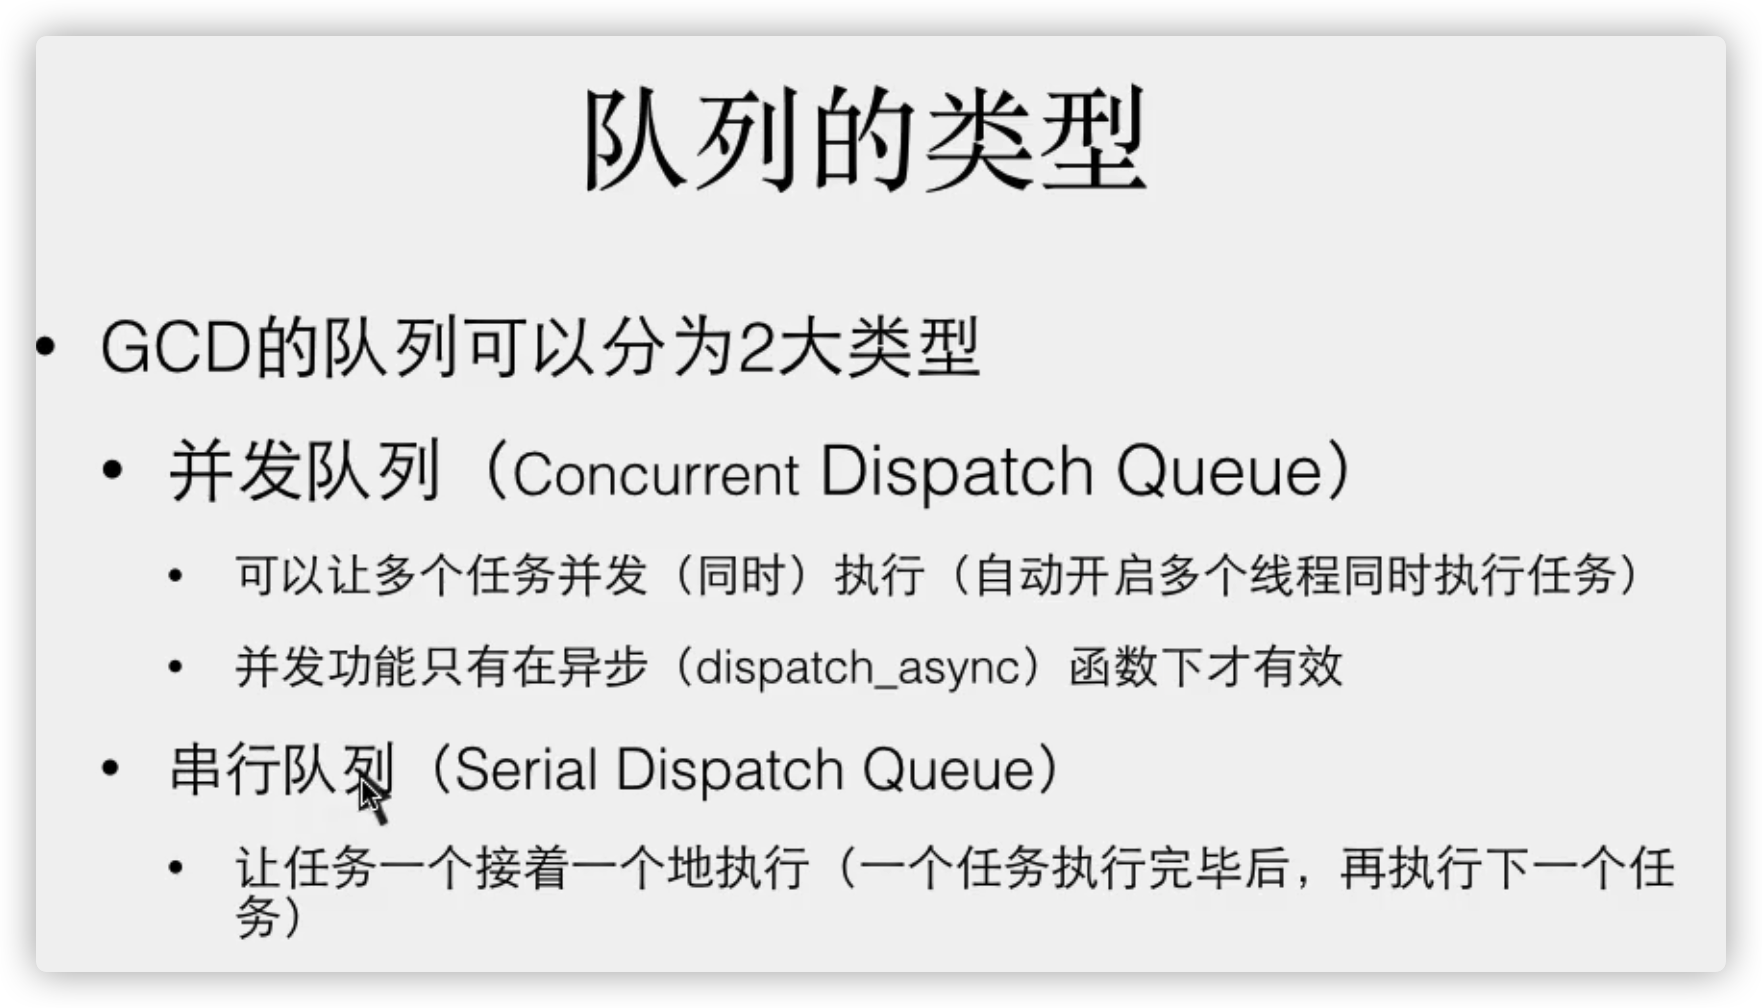 队列的类型
• GCD的队列可以分为2大类型
• 并发队列（Concurrent Dispatch Queue）
• 可以让多个任务并发（同时）执行（自动开启多个线程同时执行任务）
• 并发功能只有在异步（dispatch_async）函数下才有效
• 串行队列（Serial Dispatch Queue）
• 让任务一个接着一个地执行（一个任务执行完毕后，再执行下一个任
务）